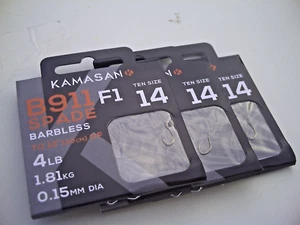 KAMASAN
B911 F1
SPADE
BARBLESS
4LB
1.81KG
0.15MM DIA
TEN SIZE
14
TEN SIZE
14
TEN SIZE
14